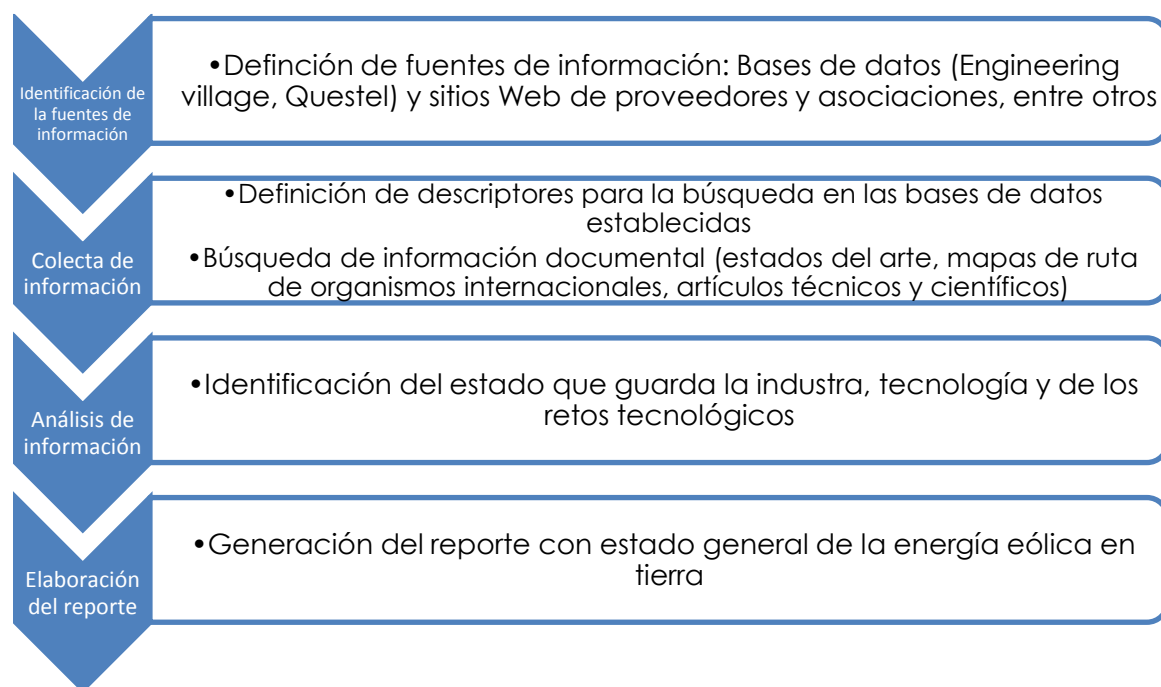 Identificación de
la fuentes de
información
•Definción de fuentes de información: Bases de datos (Engineering
village, Questel) y sitios Web de proveedores y asociaciones, entre otros
Colecta de
información
•Definición de descriptores para la búsqueda en las bases de datos
establecidas
•Búsqueda de información documental (estados del arte, mapas de ruta
de organismos internacionales, artículos técnicos y científicos)
Análisis de
información
•Identificación del estado que guarda la industra, tecnología y de los
retos tecnológicos
Elaboración
del reporte
•Generación del reporte con estado general de la energía eólica en
tierra